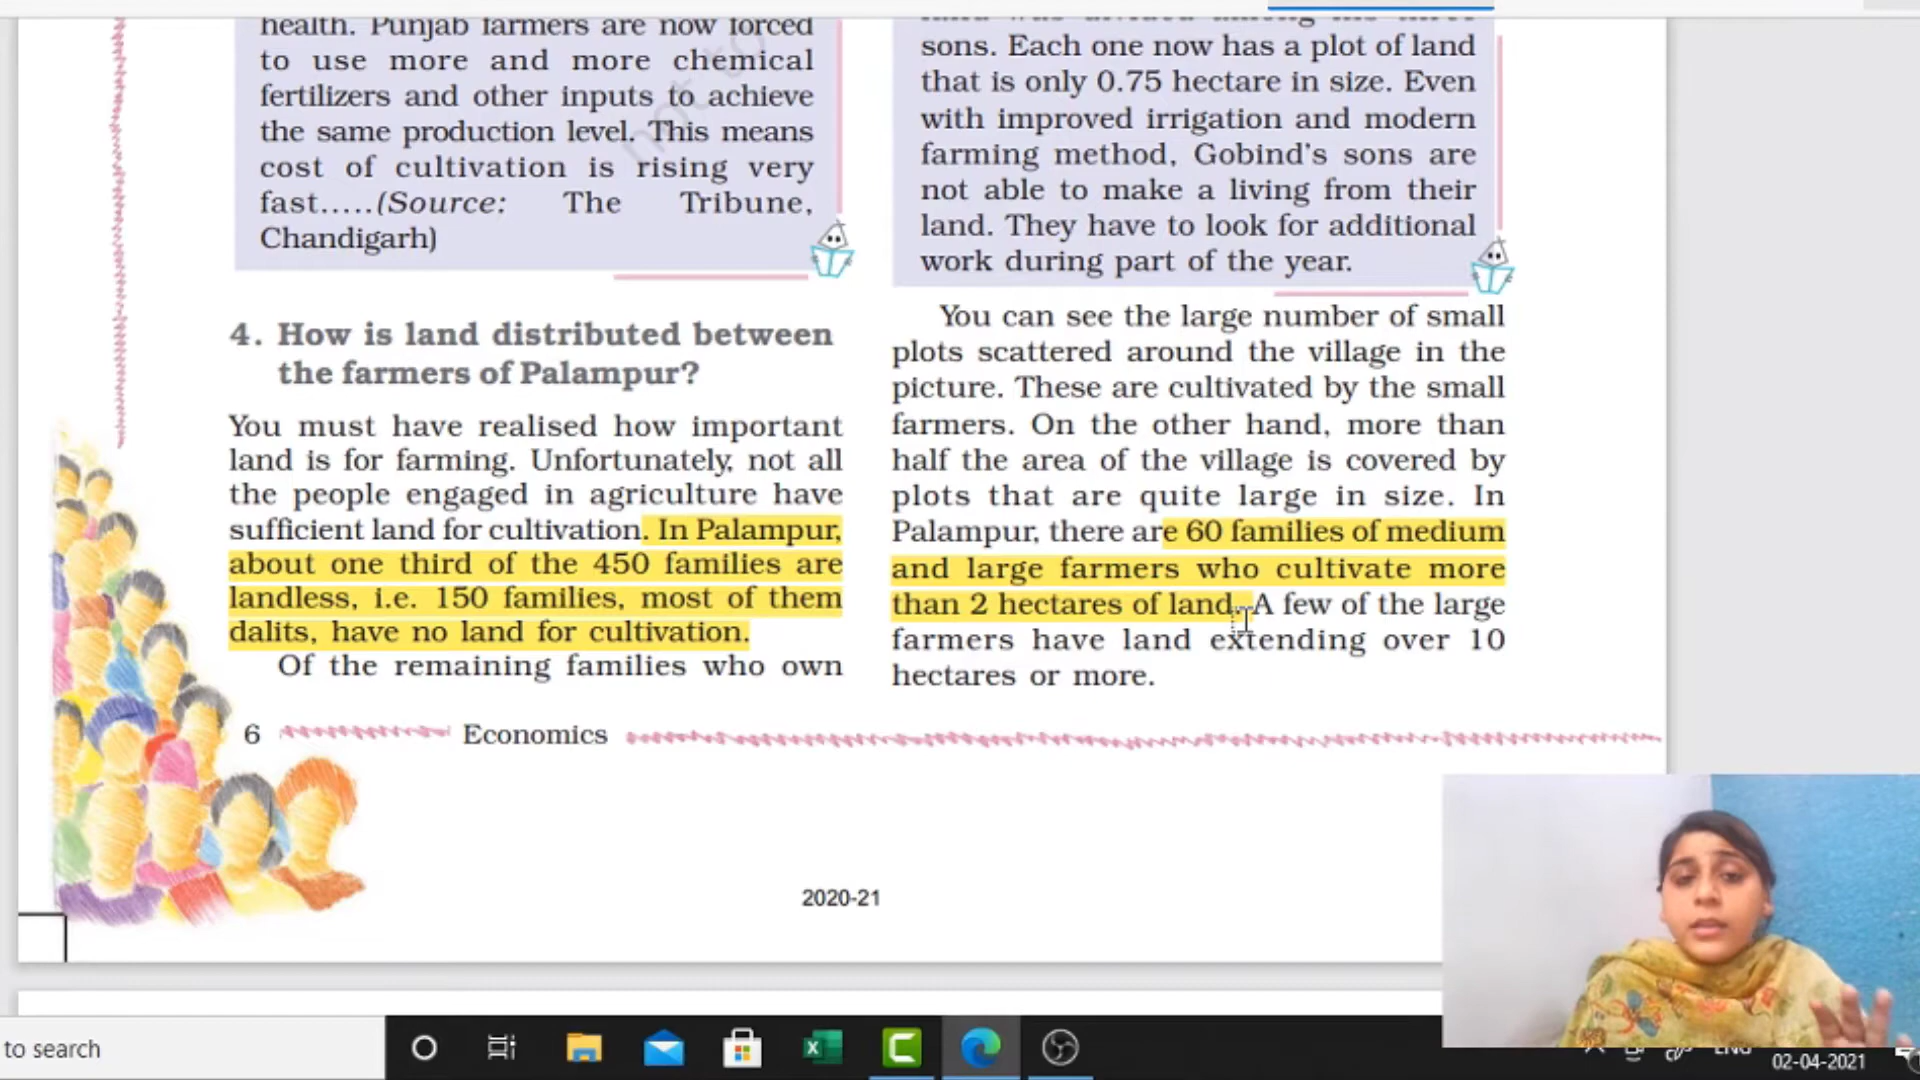 health. Punjab farmers are now forced
to use more and more chemical
fertilizers and other inputs to achieve
the same production level. This means
cost of cultivation is rising very
fast.....(Source: The Tribune,
Chandigarh)
not to
4. How is land distributed between
the farmers of Palampur?
You must have realised how important
land is for farming. Unfortunately, not all
the people engaged in agriculture have
sufficient land for cultivation. In Palampur,
about one third of the 450 families are
landless, i.e. 150 families, most of them
dalits, have no land for cultivation.
Of the remaining families who own
land was divided among his three
sons. Each one now has a plot of land
that is only 0.75 hectare in size. Even
with improved irrigation and modern
farming method, Gobind's sons are
not able to make a living from their
land. They have to look for additional
work during part of the year.
You can see the large number of small
plots scattered around the village in the
picture. These are cultivated by the small
farmers. On the other hand, more than
half the area of the village is covered by
plots that are quite large in size. In
Palampur, there are 60 families of medium
and large farmers who cultivate more
than 2 hectares of land. A few of the large
farmers have land extending over 10
hectares or more.
6 Economics
2020-21
to search
ENG
02-04-2021